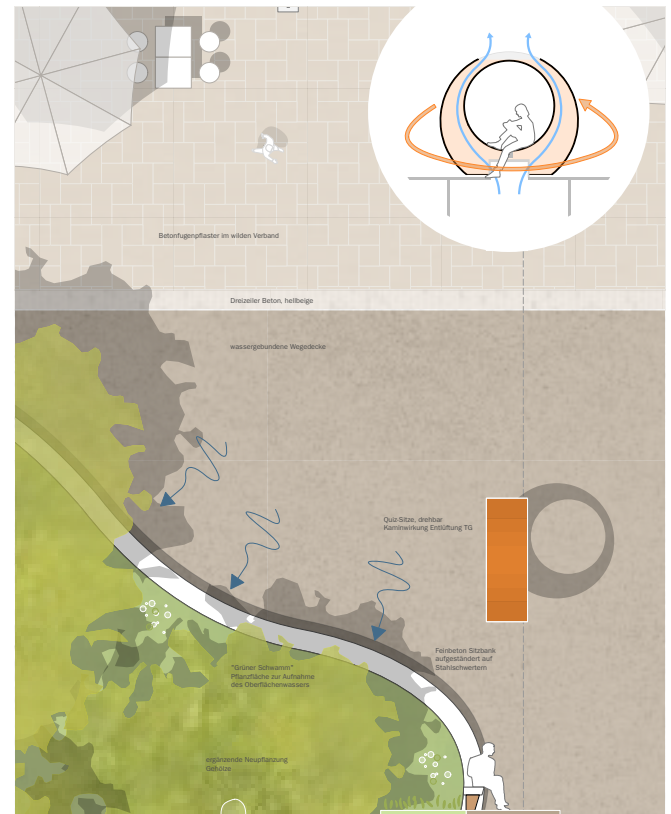 Betonfugenpflaster im wilden Verband
Dreizeiler Beton, hellbeige
wassergebundene Wegedecke
Quiz-Sitze, drehbar
Kaminwirkung Entlüftung TG
Feinbeton Sitzbank
aufgeständert auf
Stahlschwertern
"Grüner Schwamm"
Pflanzfläche zur Aufnahme
des Oberflächenwassers
ergänzende Neupflanzung
Gehölze